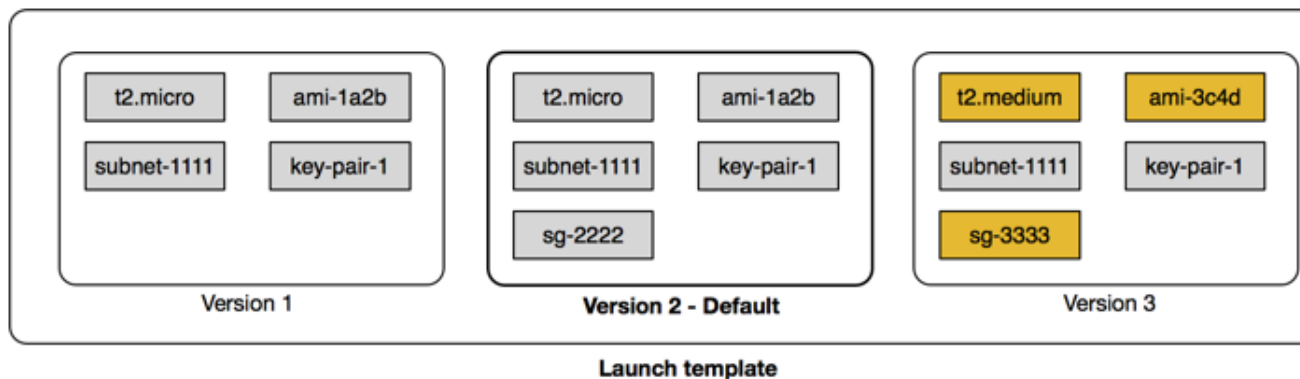 t2.micro
ami-1a2b
subnet-1111
key-pair-1
Version 1
t2.micro
ami-1a2b
subnet-1111
key-pair-1
sg-2222
Version 2 - Default
t2.medium
ami-3c4d
subnet-1111
key-pair-1
sg-3333
Version 3
Launch template